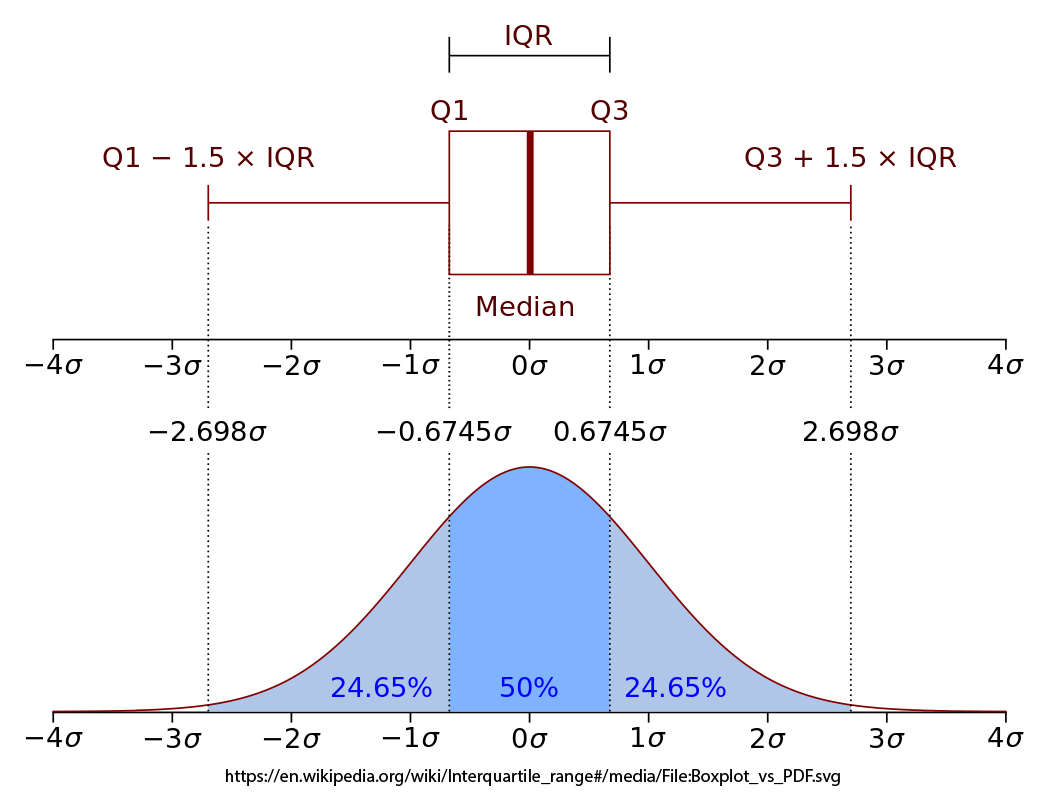 IQR
Q1 Q3
Q1 − 1.5 × IQR Q3 + 1.5 × IQR
Median
−4σ −3σ −2σ −1σ 0σ 1σ 2σ 3σ 4σ
−2.698σ −0.6745σ 0.6745σ 2.698σ
24.65% 50% 24.65%
−4σ −3σ −2σ −1σ 0σ 1σ 2σ 3σ 4σ
https://en.wikipedia.org/wiki/Interquartile_range#/media/File:Boxplot_vs_PDF.svg